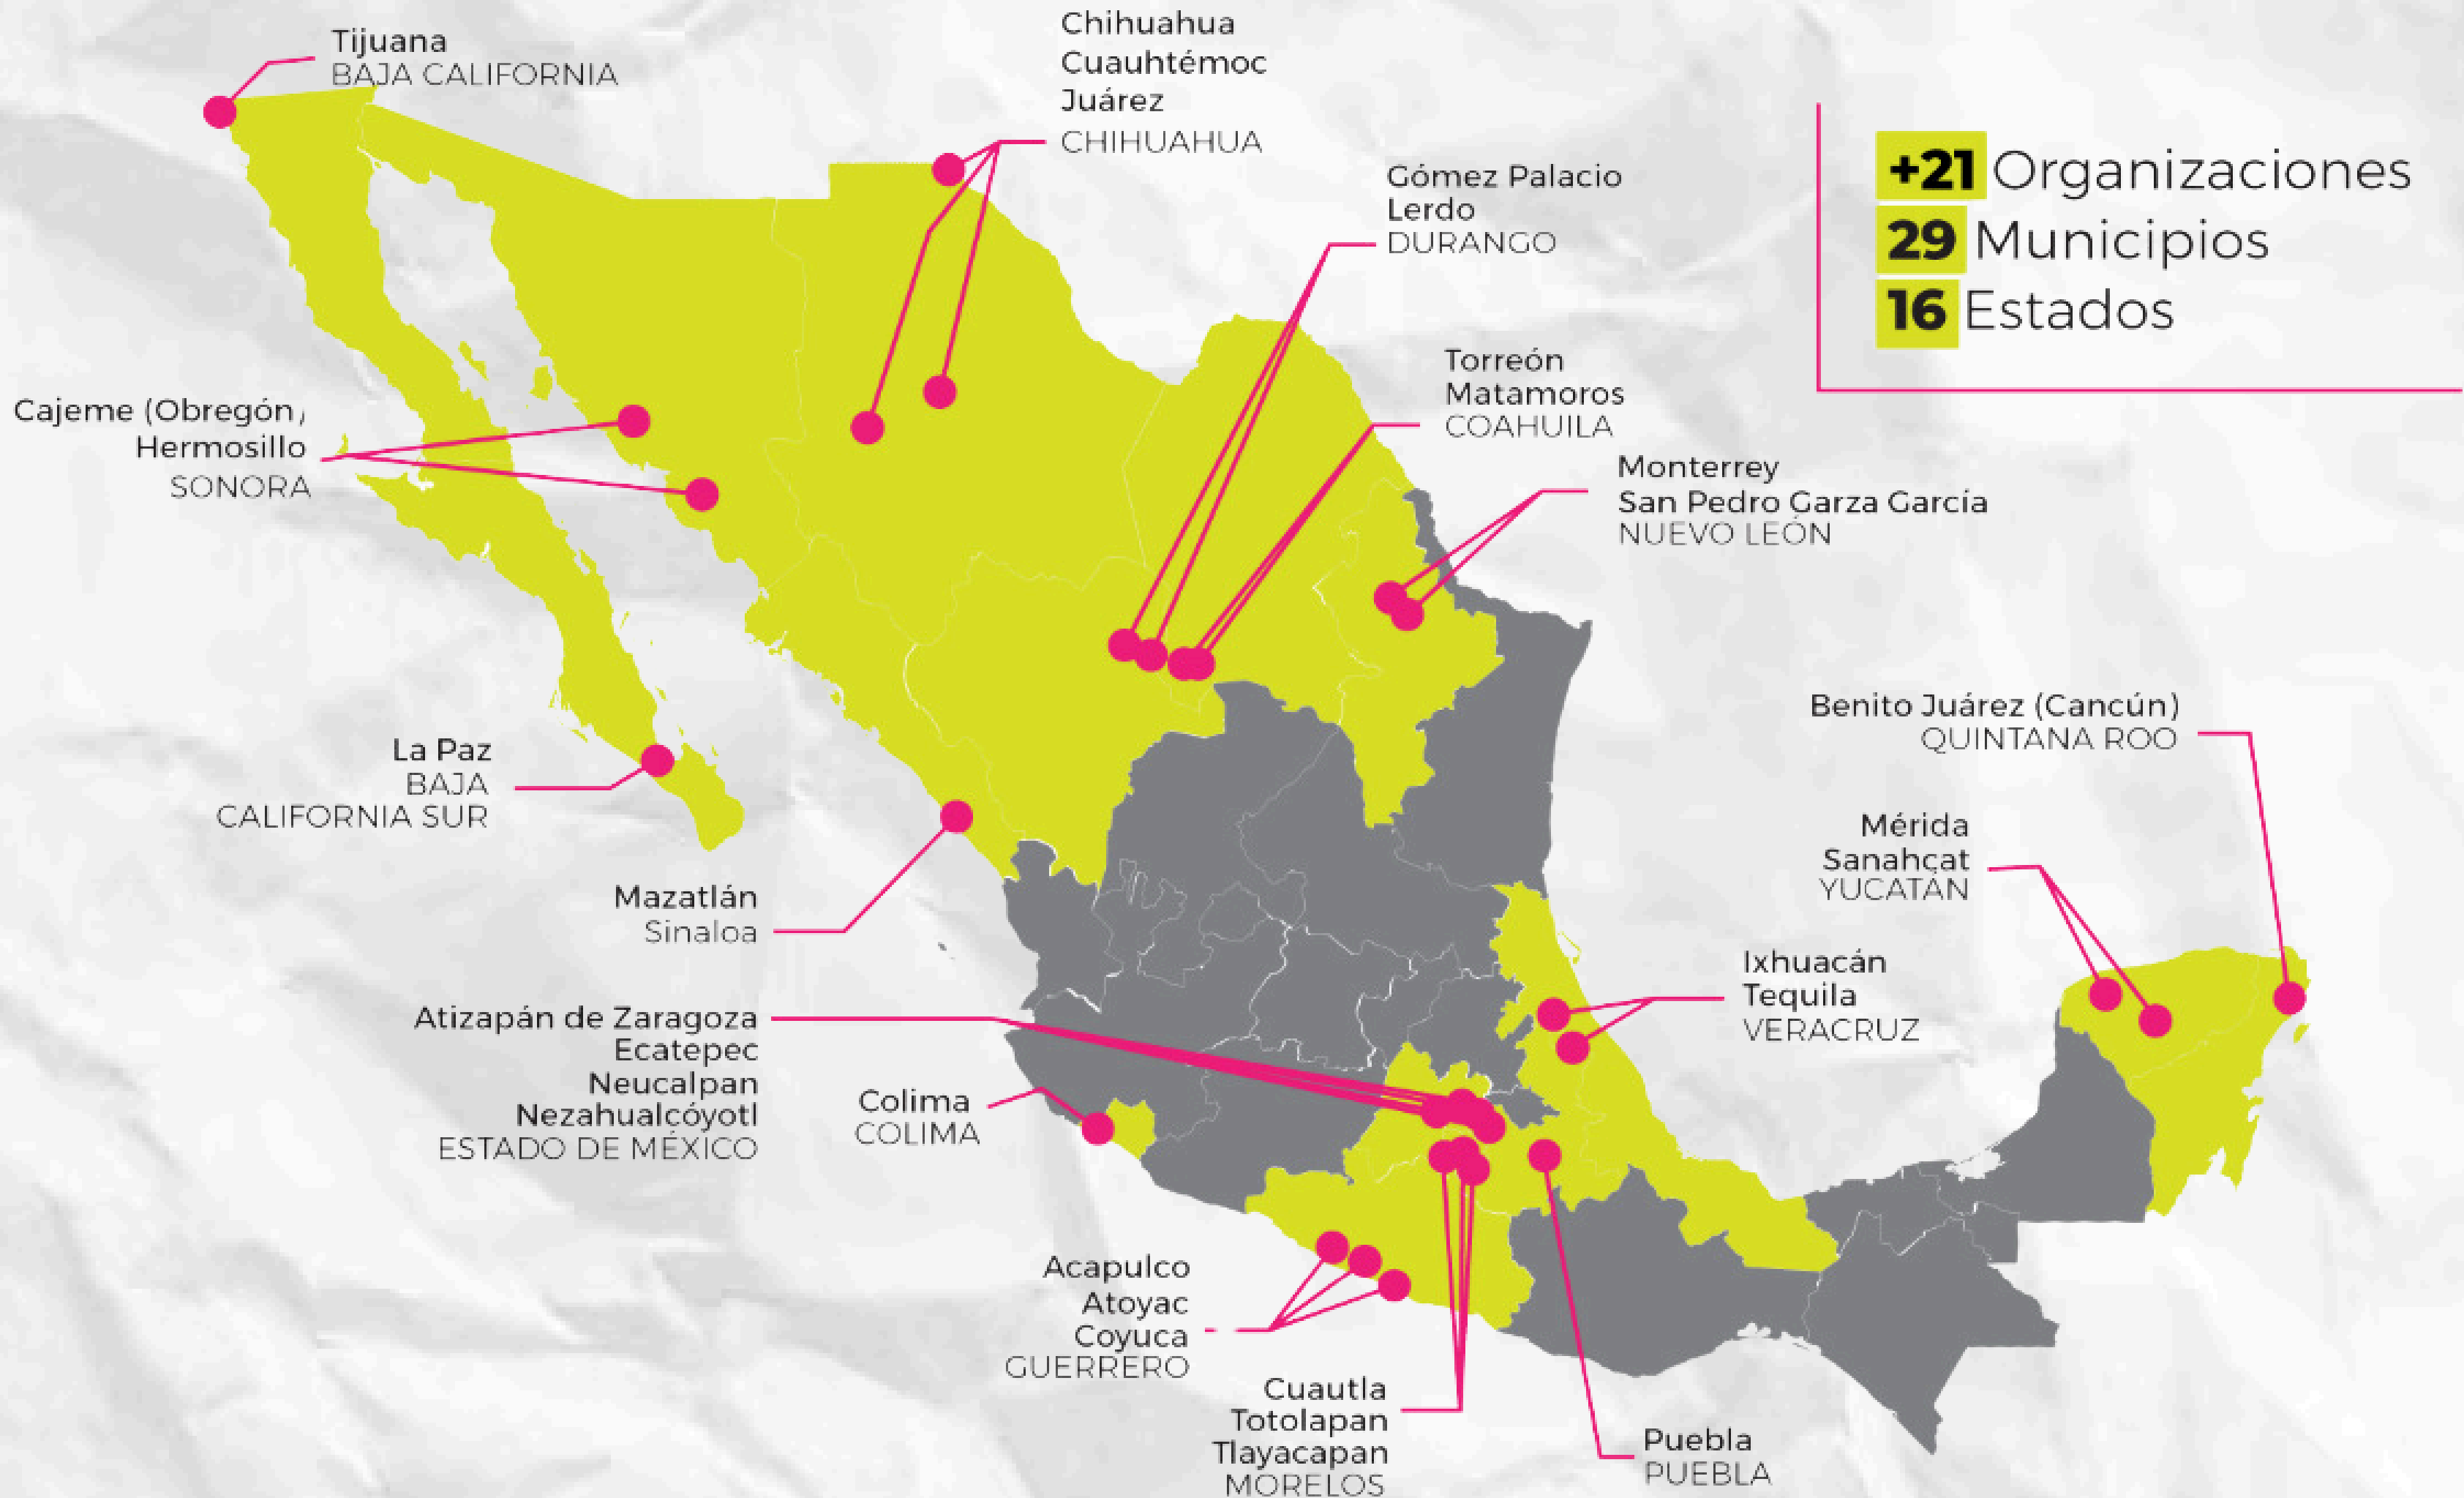 Tijuana
BAJA CALIFORNIA
Chihuahua
Cuauhtémoc
Juárez
CHIHUAHUA
+21 Organizaciones
29 Municipios
16 Estados
Gómez Palacio
Lerdo
DURANGO
Torreón
Matamoros
COAHUILA
Cajeme (Obregón)
Hermosillo
SONORA
Monterrey
San Pedro Garza García
NUEVO LEÓN
Benito Juárez (Cancún)
QUINTANA ROO
La Paz
BAJA
CALIFORNIA SUR
Mérida
Sanahcat
YUCATÁN
Mazatlán
Sinaloa
Ixhuacán
Tequila
VERACRUZ
Atizapán de Zaragoza
Ecatepec
Neucalpan
Nezahualcóyotl
ESTADO DE MÉXICO
Colima
COLIMA
Acapulco
Atoyac
Coyuca
GUERRERO
Cuautla
Totolapan
Tlayacapan
MORELOS
Puebla
PUEBLA